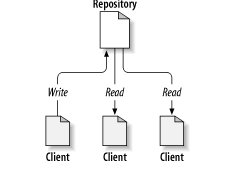 Repository
Write Read Read
Client Client Client